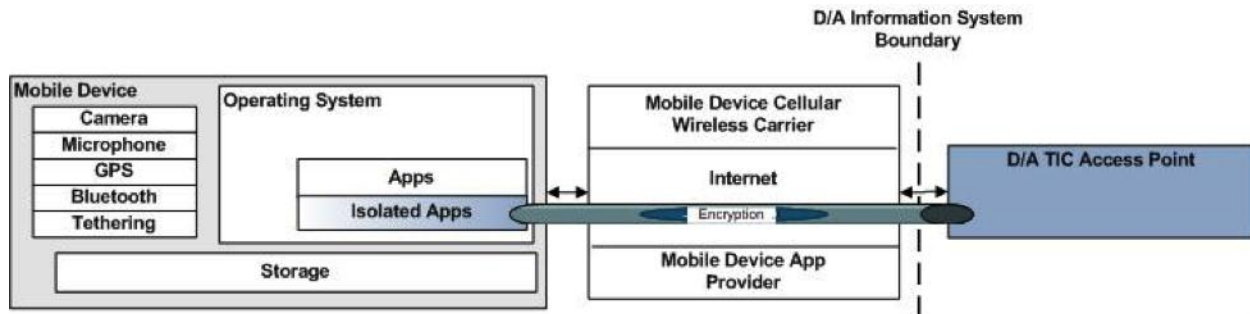 D/A Information System
Boundary
Mobile Device
Camera
Microphone
GPS
Bluetooth
Tethering
Operating System
Apps
Isolated Apps
Storage
Mobile Device Cellular
Wireless Carrier
Internet
Encryption
Mobile Device App
Provider
D/A TIC Access Point